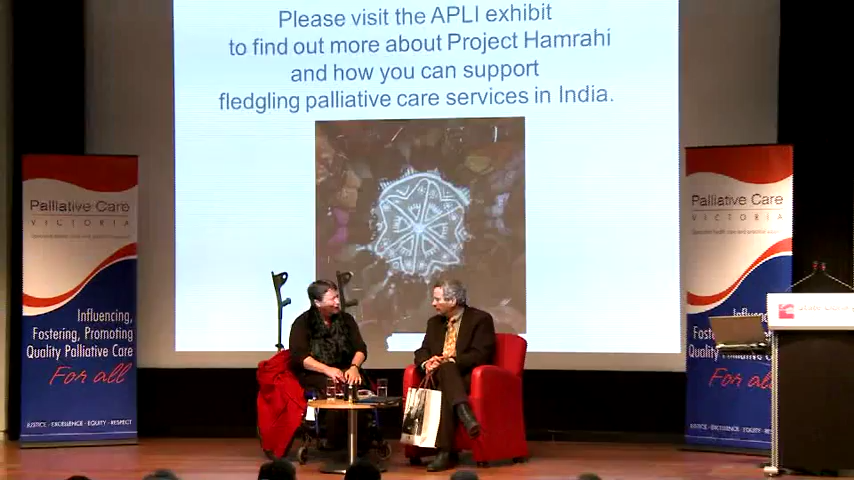 Please visit the APLI exhibit
to find out more about Project Hamrahi
and how you can support
fledgling palliative care services in India.
Palliative Care
VICTORIA
Influencing,
Fostering, Promoting
Quality Palliative Care
For all
JUSTICE · EXCELLENCE · EQUITY · RESPECT
Palliative Care
VICTORIA
Quality
For all